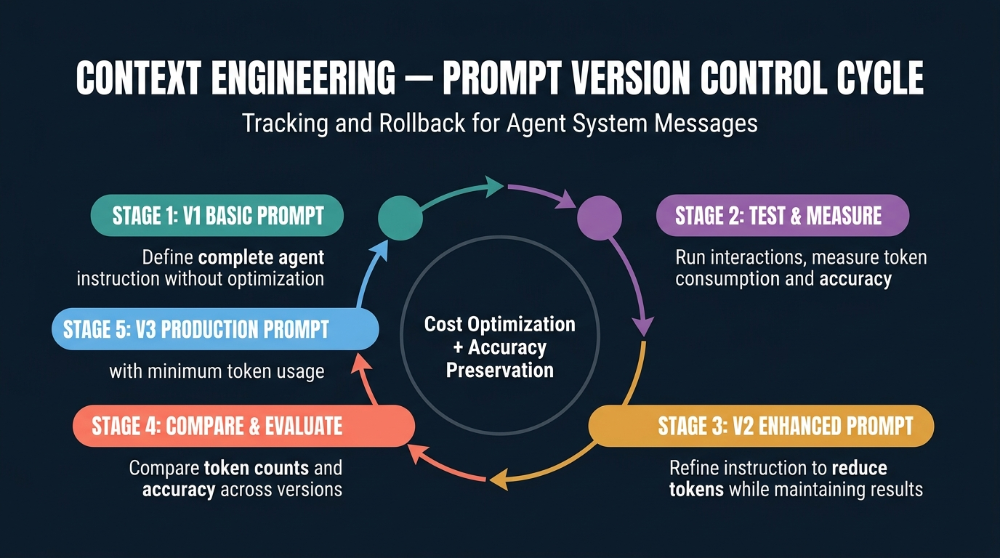 CONTEXT ENGINEERING — PROMPT VERSION CONTROL CYCLE
Tracking and Rollback for Agent System Messages
STAGE 1: V1 BASIC PROMPT
Define complete agent
instruction without optimization
STAGE 2: TEST & MEASURE
Run interactions, measure token
consumption and accuracy
STAGE 3: V2 ENHANCED PROMPT
Refine instruction to reduce
tokens while maintaining results
STAGE 4: COMPARE & EVALUATE
Compare token counts and
accuracy across versions
STAGE 5: V3 PRODUCTION PROMPT
with minimum token usage
Cost Optimization
+ Accuracy
Preservation